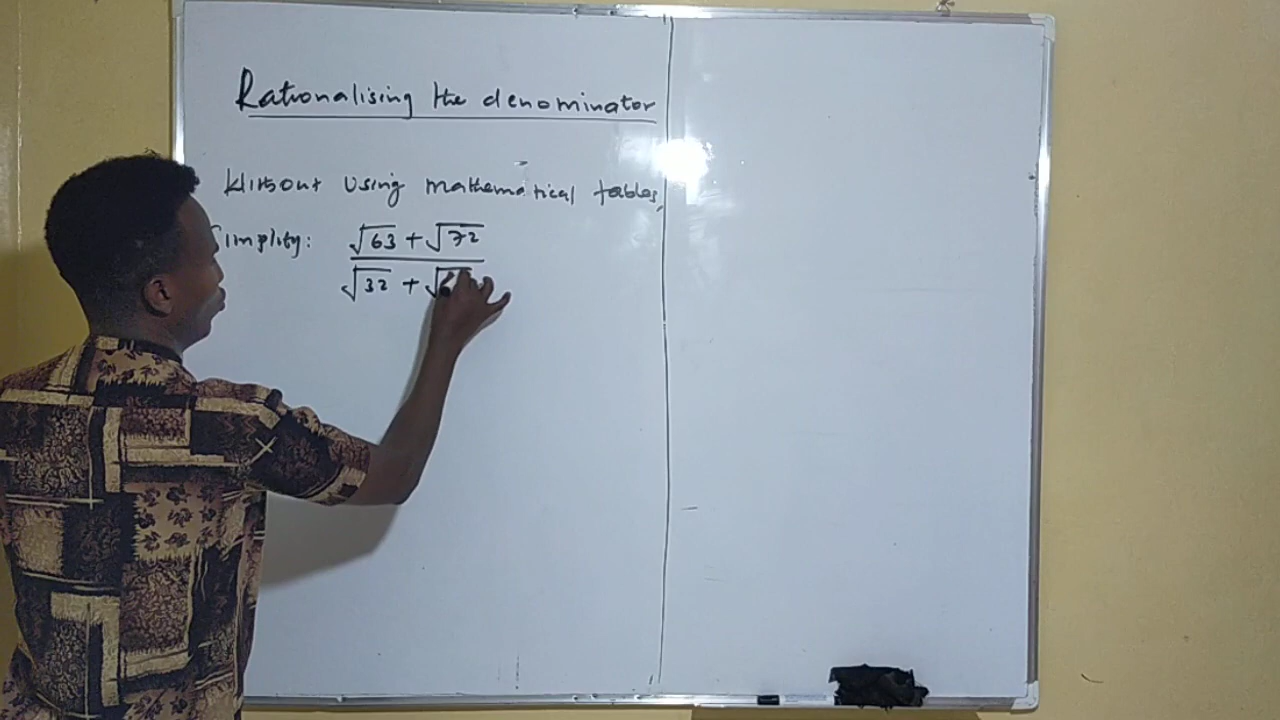 Rationalising the denominator
Without using mathematical tables,
Simplify: √63 + √72
√32 + √